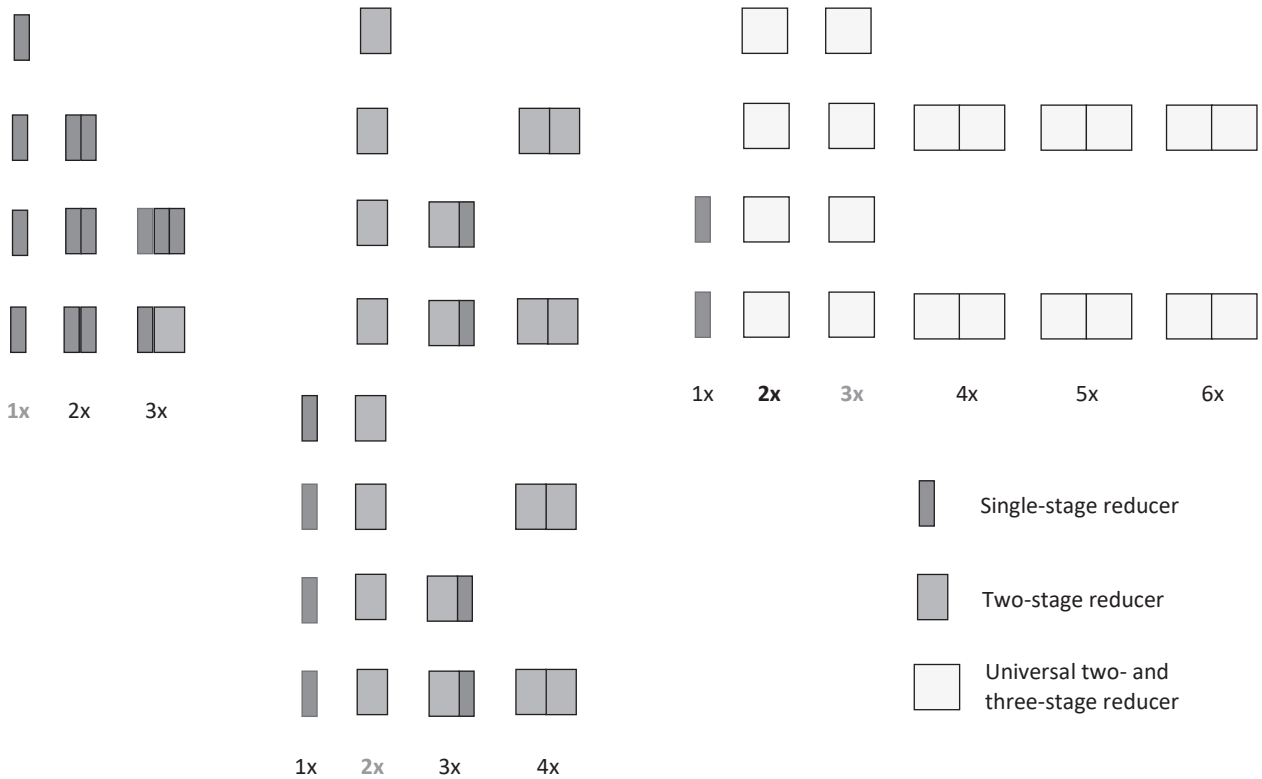 1x 2x 3x
1x 2x 3x 4x 5x 6x
Single-stage reducer
Two-stage reducer
Universal two- and
three-stage reducer
1x 2x 3x 4x